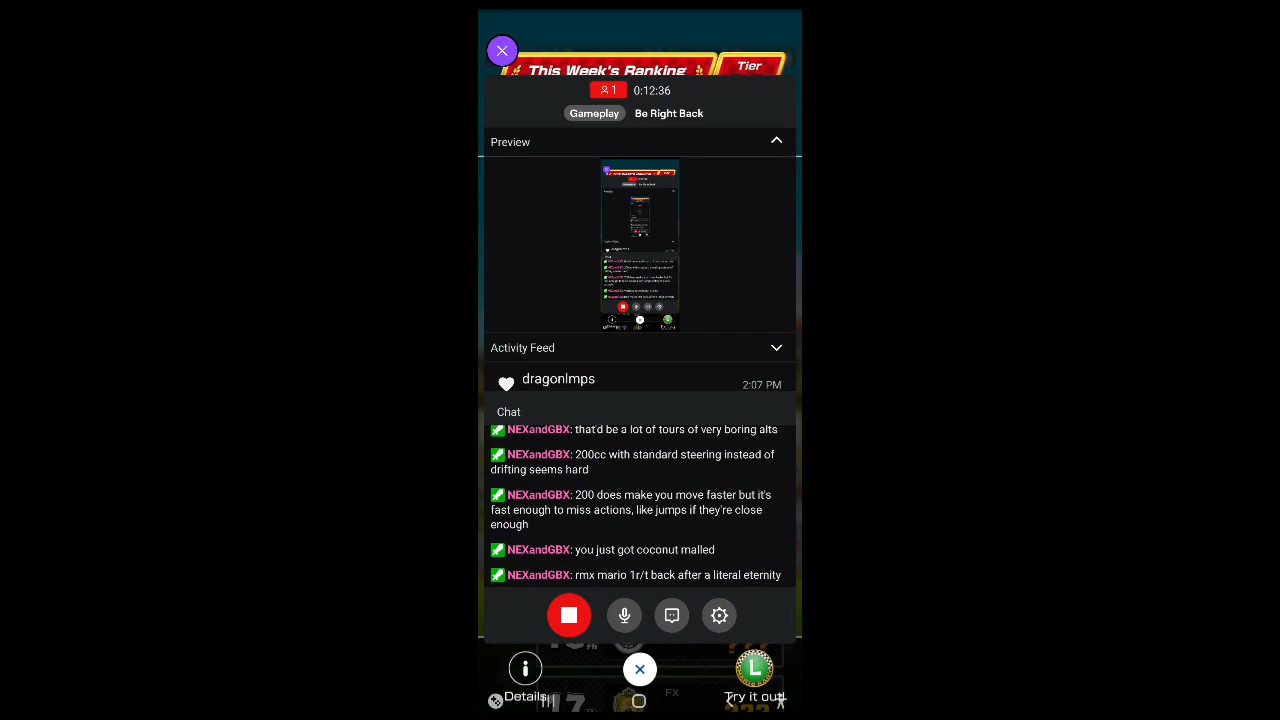 This Week's Ranking
Tier
1
0:12:36
Gameplay
Be Right Back
Preview
Activity Feed
dragonlmps
2:07 PM
Chat
NEXandGBX: that'd be a lot of tours of very boring alts
NEXandGBX: 200cc with standard steering instead of
drifting seems hard
NEXandGBX: 200 does make you move faster but it's
fast enough to miss actions, like jumps if they're close
enough
NEXandGBX: you just got coconut malled
NEXandGBX: rmx mario 1r/t back after a literal eternity
L
Details
17th
FX
Try it out!